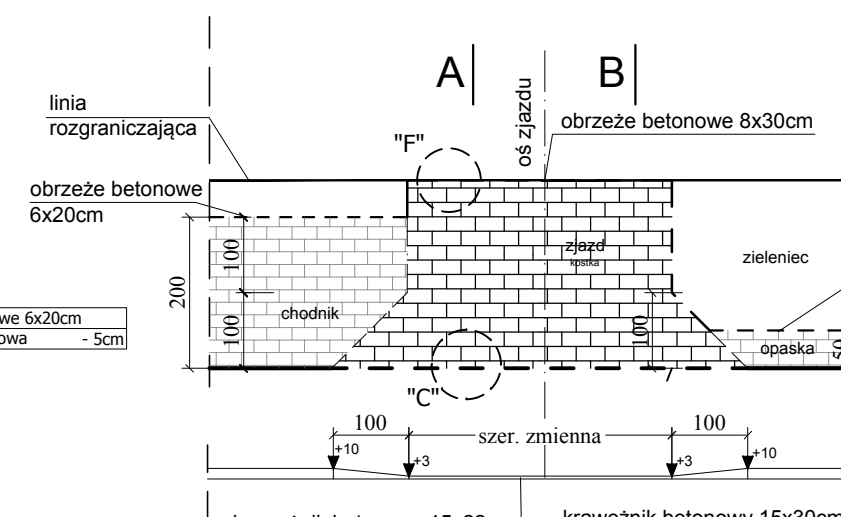 A
B
linia
rozgraniczająca
"F"
oś zjazdu
obrzeże betonowe 8x30cm
obrzeże betonowe
6x20cm
100
200
zjazd
kostka
zieleniec
we 6x20cm
owa - 5cm
chodnik
100
100
opaska
50
"C"
100
szer. zmienna
100
+10
+3
+3
+10
krawężnik betonowy 15x30cm